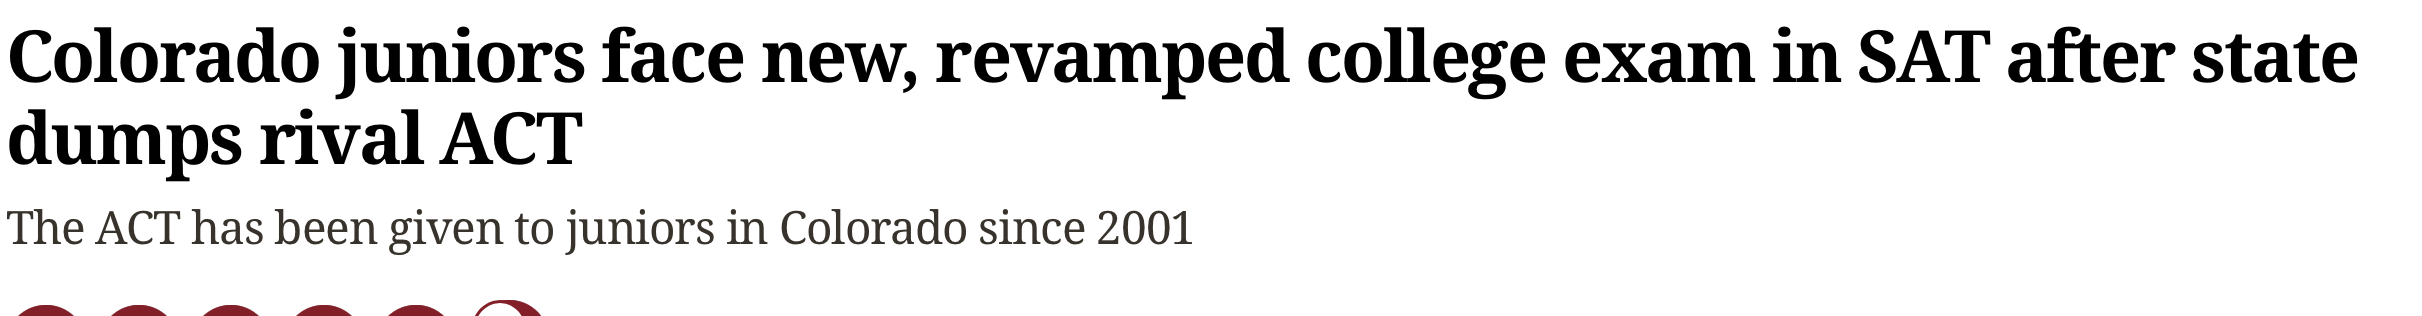 Colorado juniors face new, revamped college exam in SAT after state
dumps rival ACT
The ACT has been given to juniors in Colorado since 2001